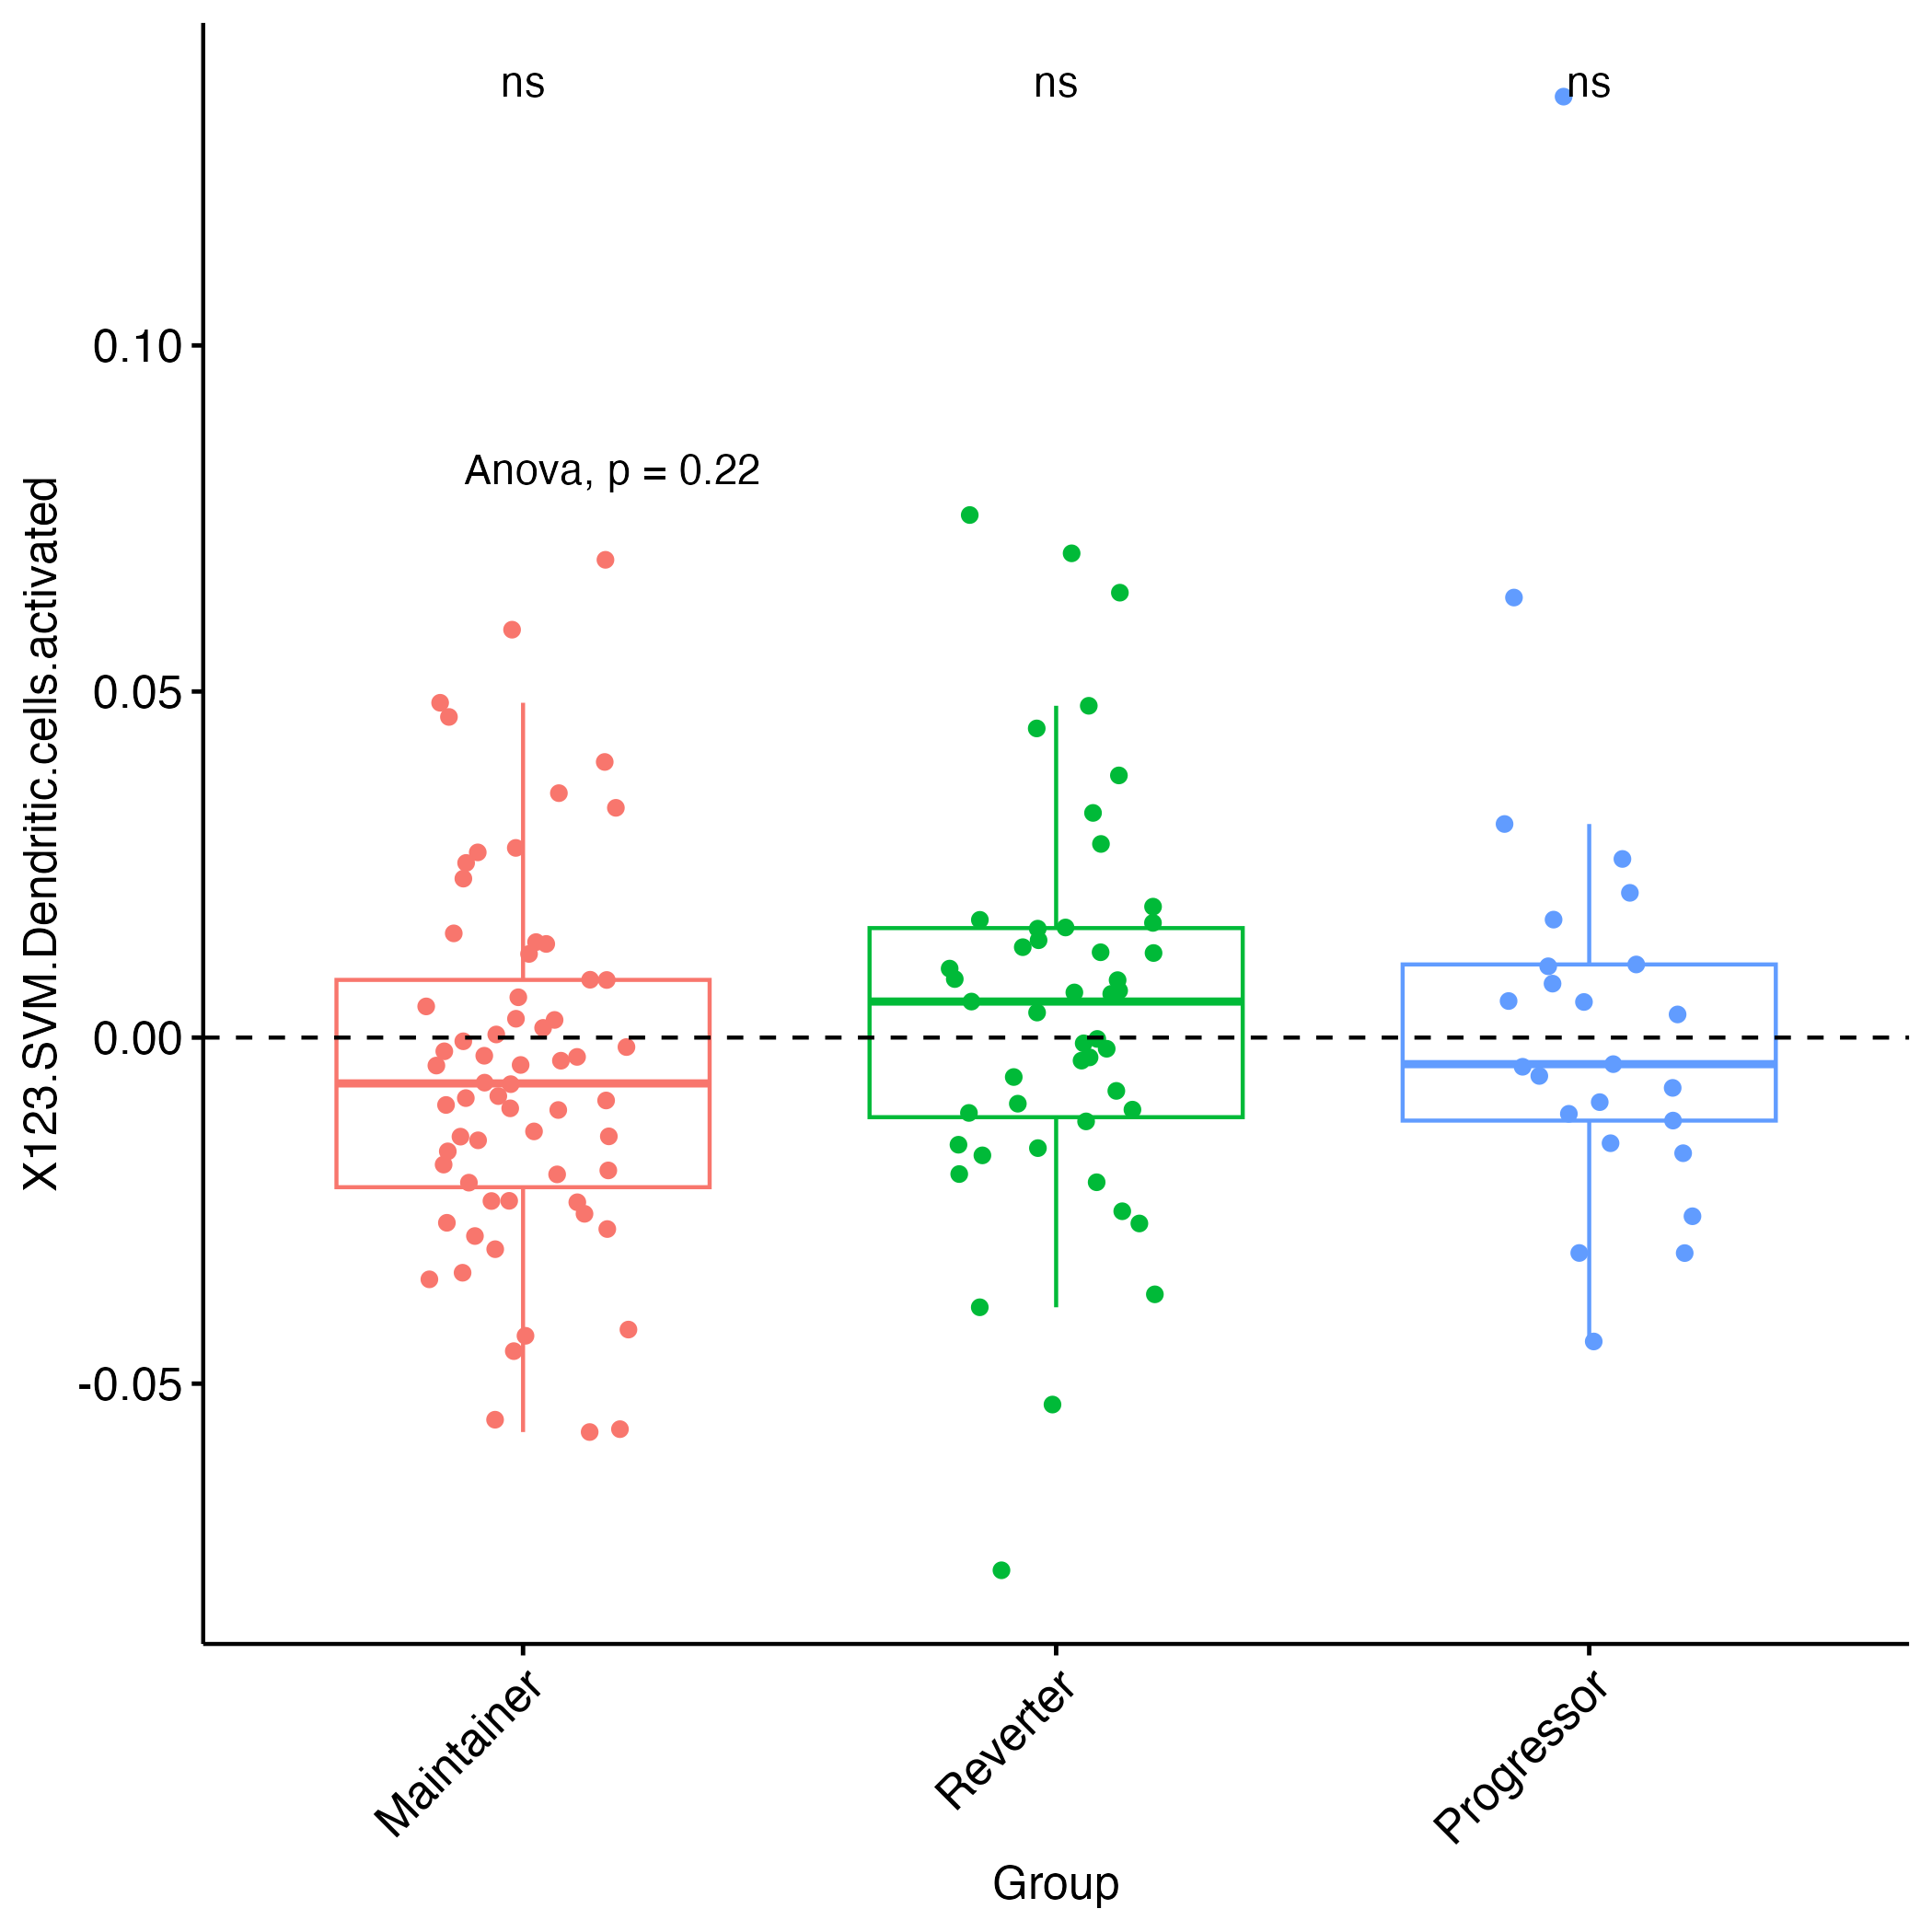 ns ns ns
Anova, p = 0.22
X123.SVM.Dendritic.cells.activated
0.10
0.05
0.00
-0.05
Maintainer Reverter Progressor
Group